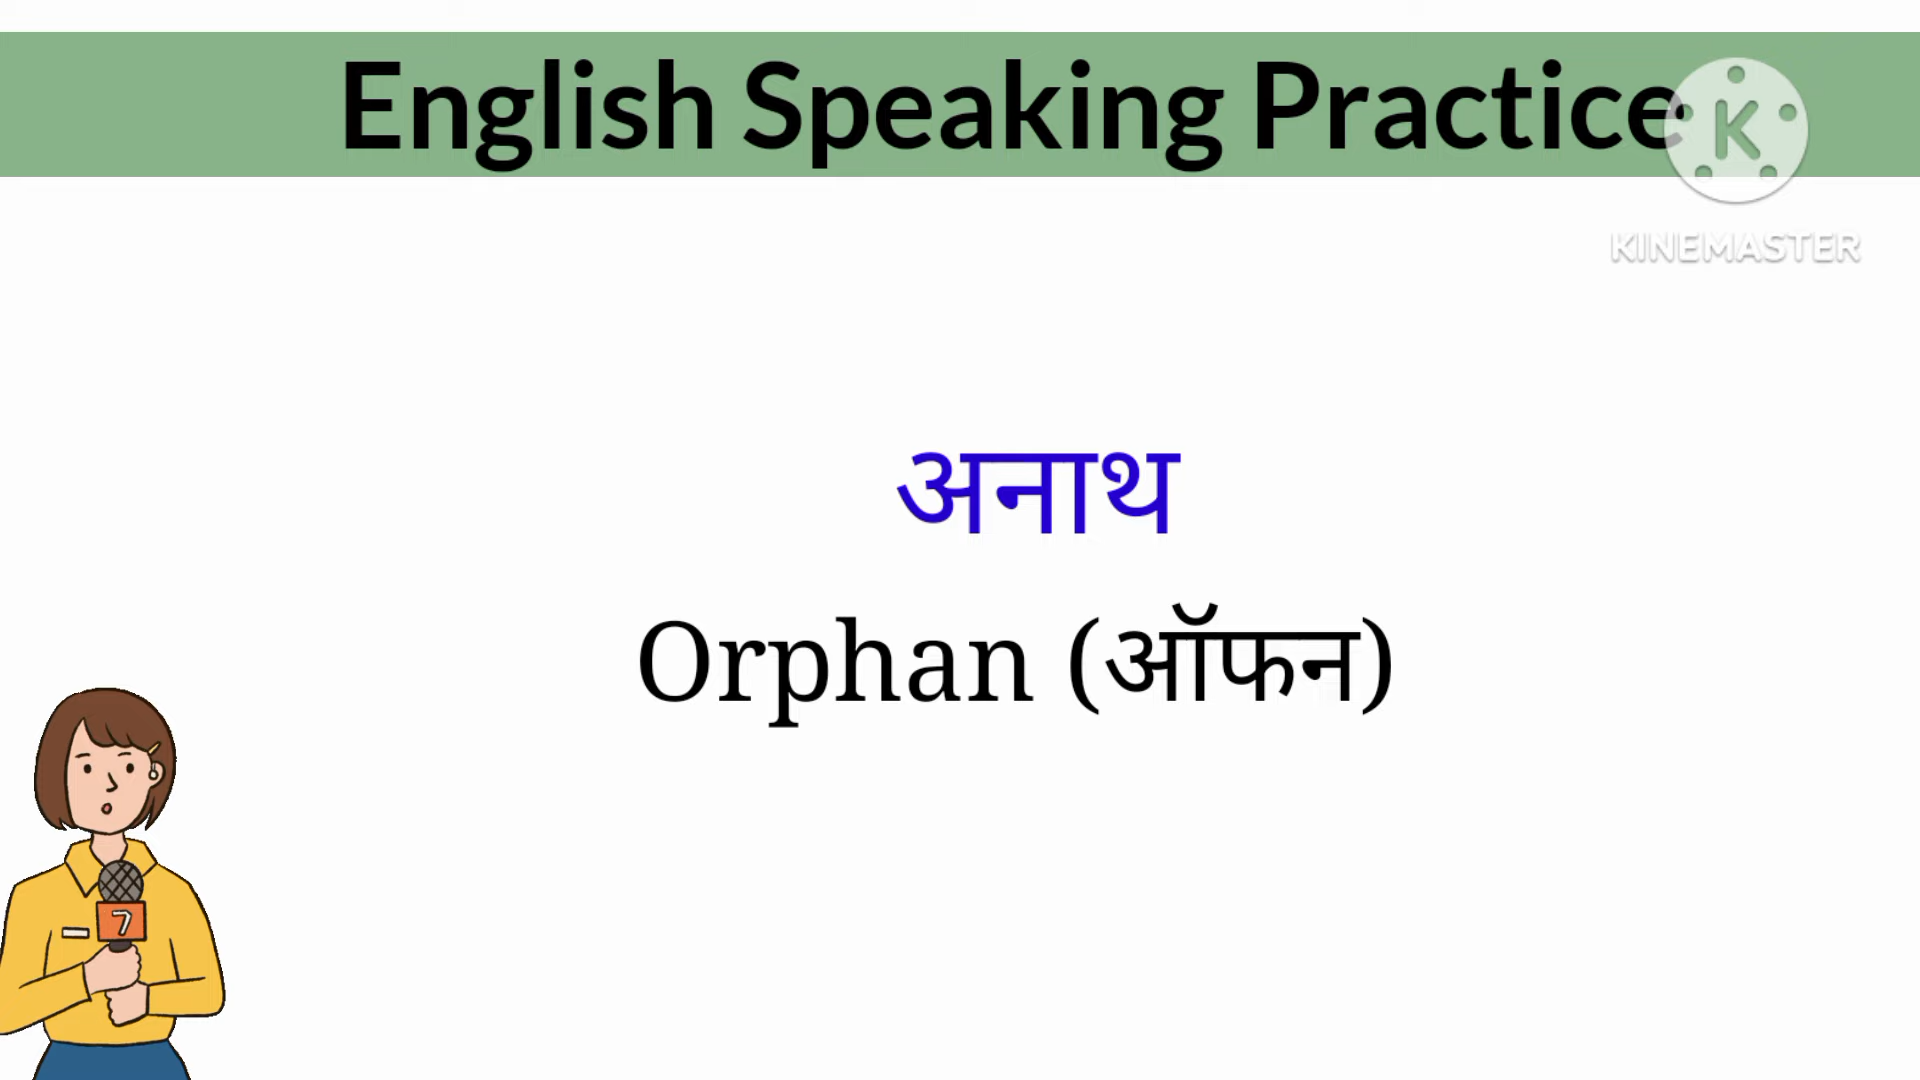 English Speaking Practice
K
KINEMASTER
अनाथ
Orphan (ऑफन)
7